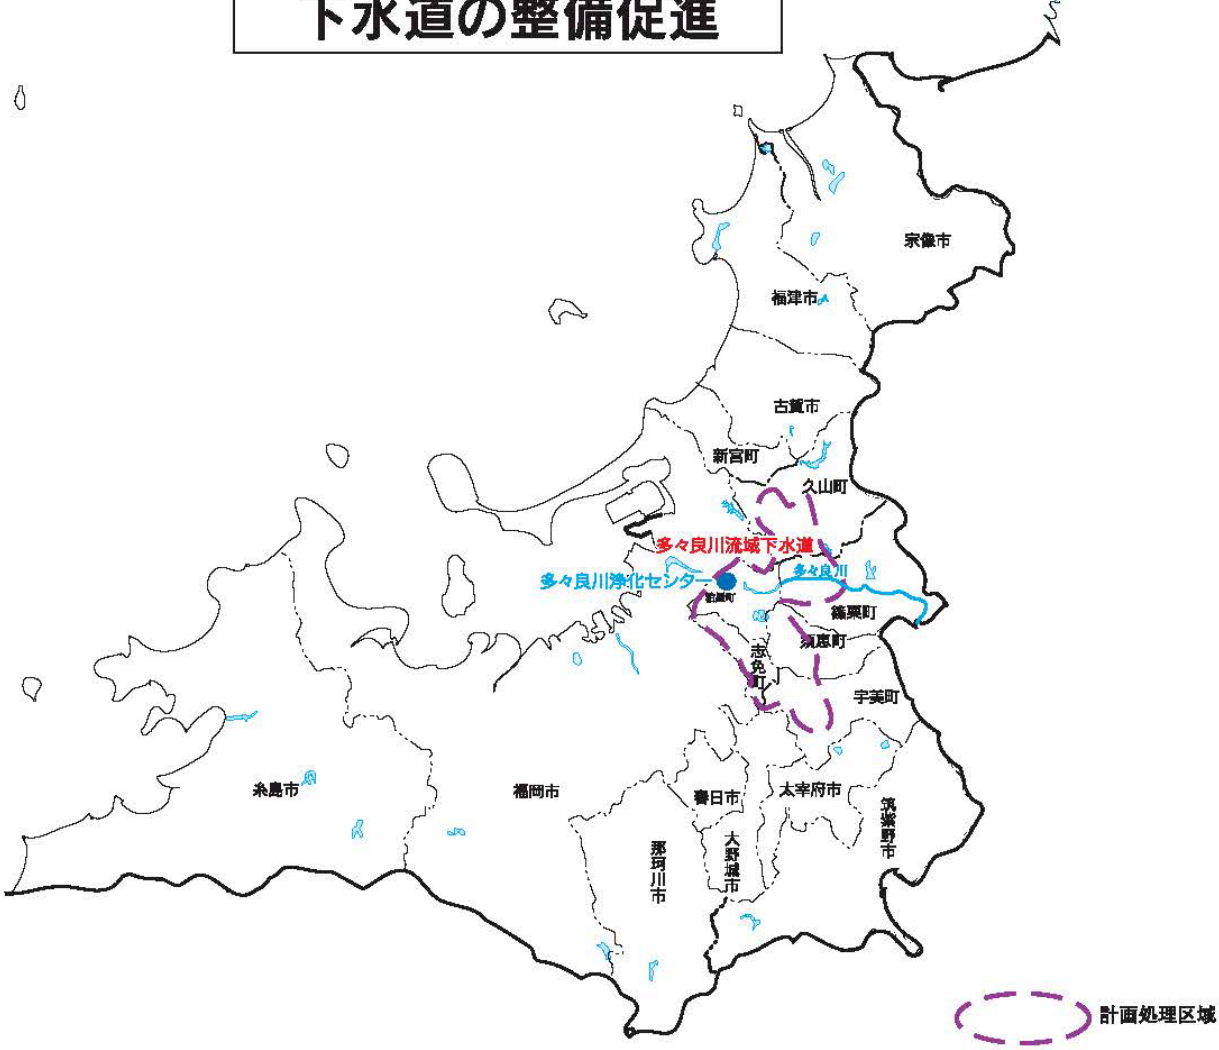 下水道の整備促進
宗像市
福津市
古賀市
新宮町
久山町
多々良川流域下水道
多々良川
多々良川浄化センター
粕屋町
篠栗町
須恵町
志免町
宇美町
糸島市
福岡市
春日市
太宰府市
筑紫野市
大野城市
那珂川市
計画処理区域